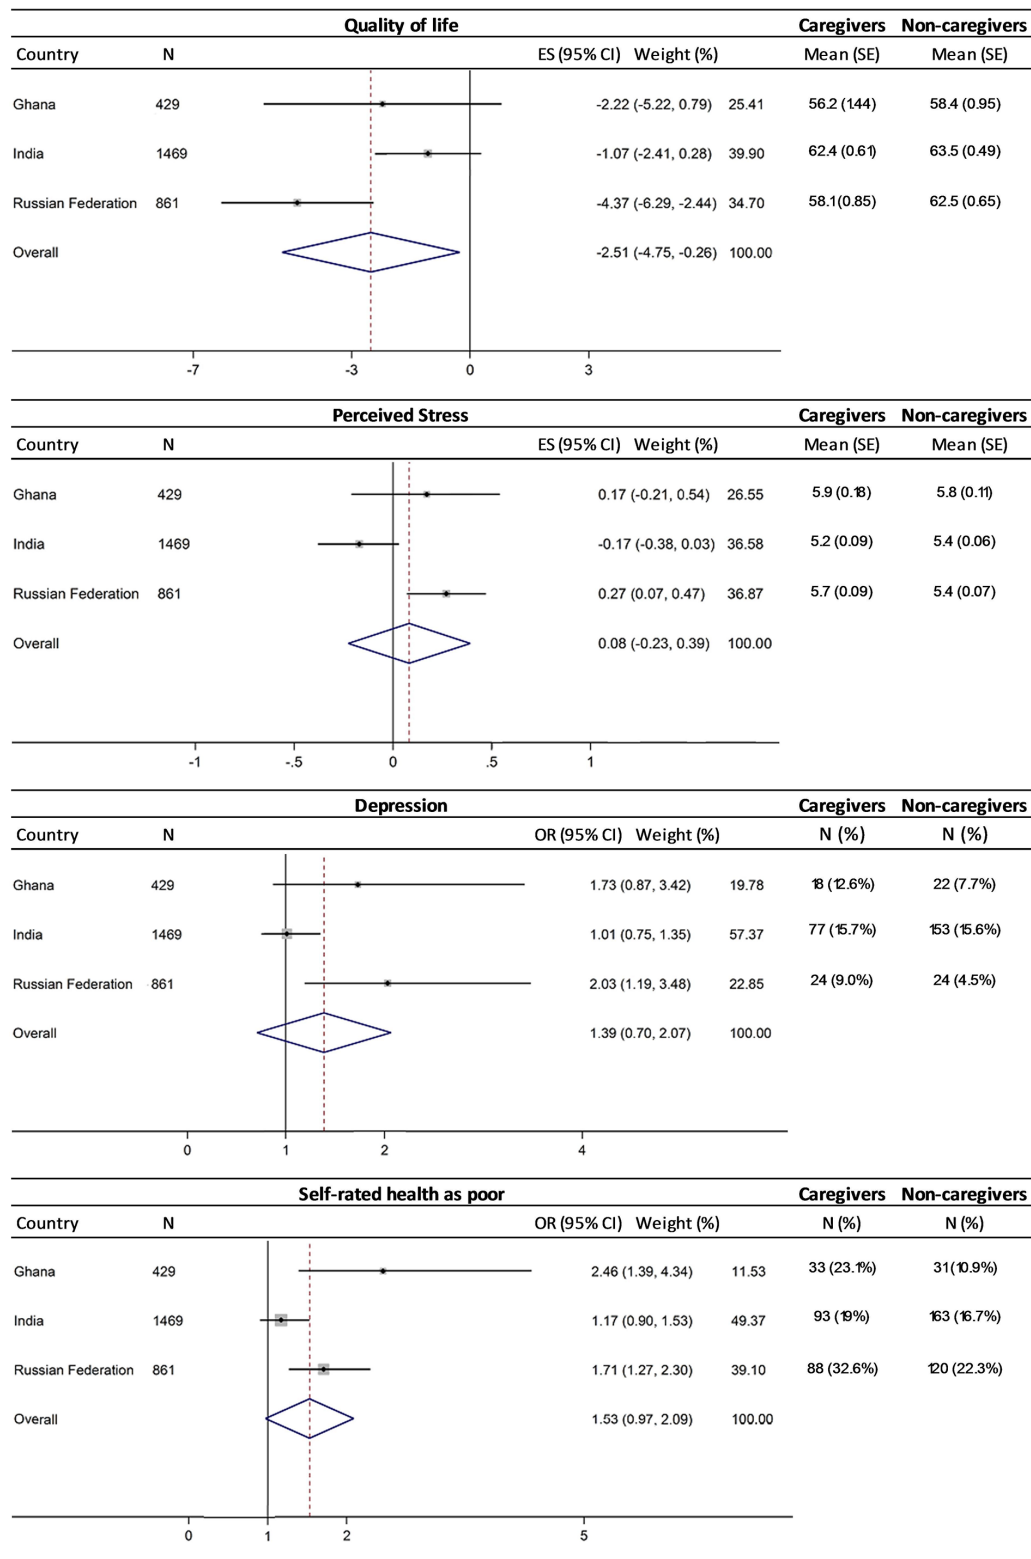 Quality of life Caregivers Non-caregivers
Country N ES (95% CI) Weight (%) Mean (SE) Mean (SE)
Ghana 429 -2.22 (-5.22, 0.79) 25.41 56.2 (1.44) 58.4 (0.95)
India 1469 -1.07 (-2.41, 0.28) 39.90 62.4 (0.61) 63.5 (0.49)
Russian Federation 861 -4.37 (-6.29, -2.44) 34.70 58.1(0.85) 62.5 (0.65)
Overall -2.51 (-4.75, -0.26) 100.00
-7 -3 0 3
Perceived Stress Caregivers Non-caregivers
Country N ES (95% CI) Weight (%) Mean (SE) Mean (SE)
Ghana 429 0.17 (-0.21, 0.54) 26.55 5.9 (0.18) 5.8 (0.11)
India 1469 -0.17 (-0.38, 0.03) 36.58 5.2 (0.09) 5.4 (0.06)
Russian Federation 861 0.27 (0.07, 0.47) 36.87 5.7 (0.09) 5.4 (0.07)
Overall 0.08 (-0.23, 0.39) 100.00
-1 -.5 0 .5 1
Depression Caregivers Non-caregivers
Country N OR (95% CI) Weight (%) N (%) N (%)
Ghana 429 1.73 (0.87, 3.42) 19.78 18 (12.6%) 22 (7.7%)
India 1469 1.01 (0.75, 1.35) 57.37 77 (15.7%) 153 (15.6%)
Russian Federation 861 2.03 (1.19, 3.48) 22.85 24 (9.0%) 24 (4.5%)
Overall 1.39 (0.70, 2.07) 100.00
0 1 2 4
Self-rated health as poor Caregivers Non-caregivers
Country N OR (95% CI) Weight (%) N (%) N (%)
Ghana 429 2.46 (1.39, 4.34) 11.53 33 (23.1%) 31(10.9%)
India 1469 1.17 (0.90, 1.53) 49.37 93 (19%) 163 (16.7%)
Russian Federation 861 1.71 (1.27, 2.30) 39.10 88 (32.6%) 120 (22.3%)
Overall 1.53 (0.97, 2.09) 100.00
0 1 2 5